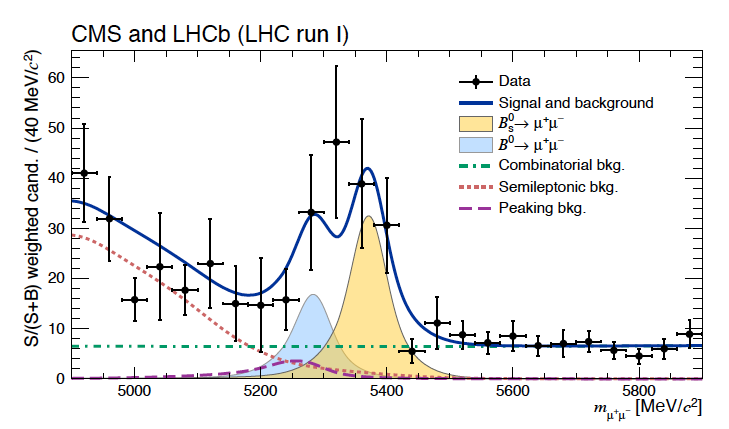 CMS and LHCb (LHC run I)
S/(S+B) weighted cand. / (40 MeV/c²)
60
50
40
30
20
10
0
Data
Signal and background
B⁰ₛ→ μ⁺μ⁻
B⁰→ μ⁺μ⁻
Combinatorial bkg.
Semileptonic bkg.
Peaking bkg.
5000 5200 5400 5600 5800
m_μ⁺μ⁻ [MeV/c²]